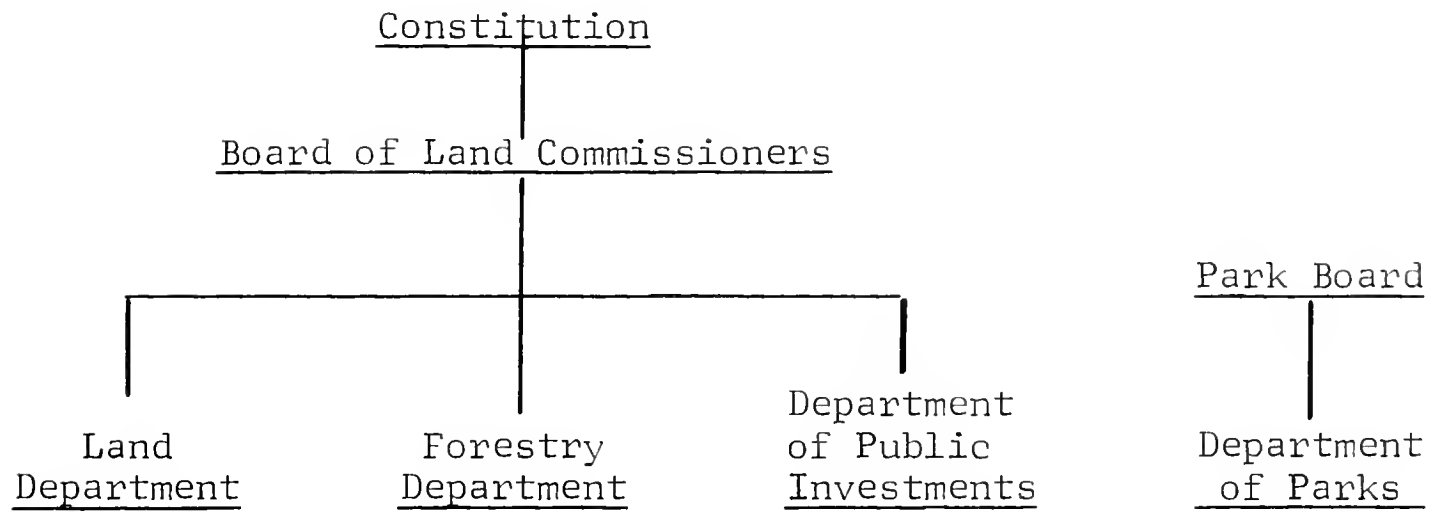 Constitution
Board of Land Commissioners
Park Board
Land
Department
Forestry
Department
Department
of Public
Investments
Department
of Parks